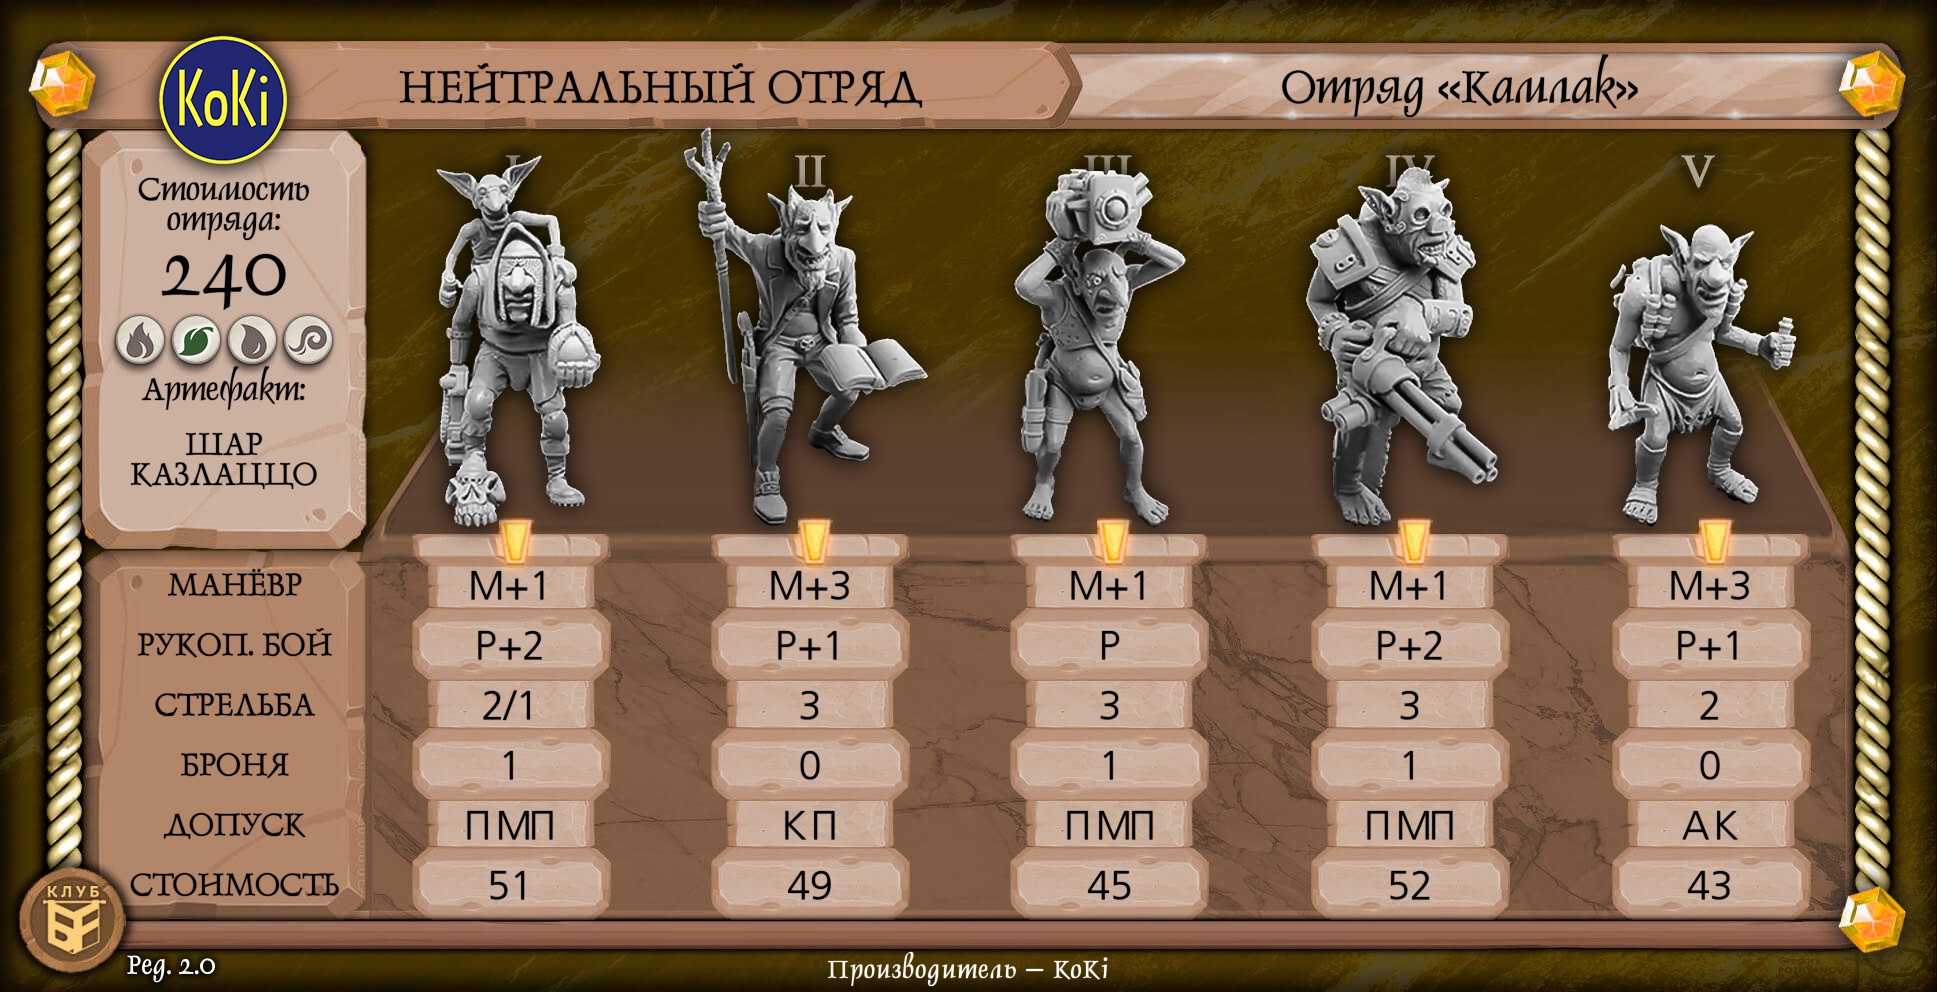 KoKi
НЕЙТРАЛЬНЫЙ ОТРЯД
Отряд «Камлак»
Стоимость
отряда:
240
Артефакт:
ШАР
КАЗЛАЦЦО
I II III IV V
МАНЁВР М+1 М+3 М+1 М+1 М+3
РУКОП. БОЙ Р+2 Р+1 Р Р+2 Р+1
СТРЕЛЬБА 2/1 3 3 3 2
БРОНЯ 1 0 1 1 0
ДОПУСК ПМП КП ПМП ПМП АК
СТОИМОСТЬ 51 49 45 52 43
КЛУБ
Ред. 2.0
Производитель – KoKi